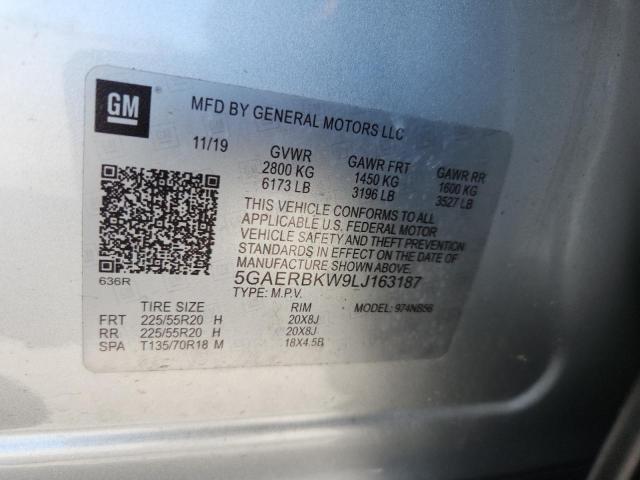 GM
MFD BY GENERAL MOTORS LLC
11/19 GVWR GAWR FRT GAWR RR
2800 KG 1450 KG 1600 KG
6173 LB 3196 LB 3527 LB
THIS VEHICLE CONFORMS TO ALL
APPLICABLE U.S. FEDERAL MOTOR
VEHICLE SAFETY AND THEFT PREVENTION
STANDARDS IN EFFECT ON THE DATE OF
MANUFACTURE SHOWN ABOVE.
636R
5GAERBKW9LJ163187
TYPE: M.P.V. MODEL:
TIRE SIZE RIM
FRT 225/55R20 H 20X8J
RR 225/55R20 H 20X8J
SPA T135/70R18 M 18X4.5B